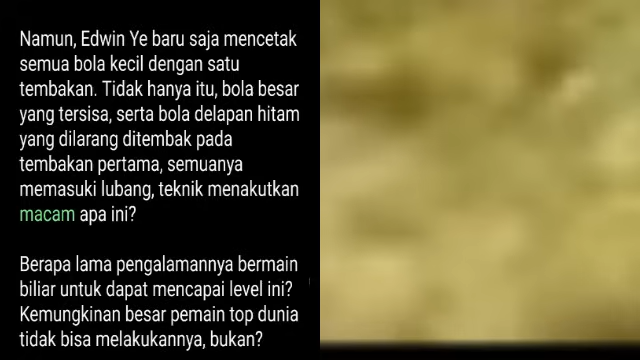 Namun, Edwin Ye baru saja mencetak
semua bola kecil dengan satu
tembakan. Tidak hanya itu, bola besar
yang tersisa, serta bola delapan hitam
yang dilarang ditembak pada
tembakan pertama, semuanya
memasuki lubang, teknik menakutkan
macam apa ini?
Berapa lama pengalamannya bermain
biliar untuk dapat mencapai level ini?
Kemungkinan besar pemain top dunia
tidak bisa melakukannya, bukan?